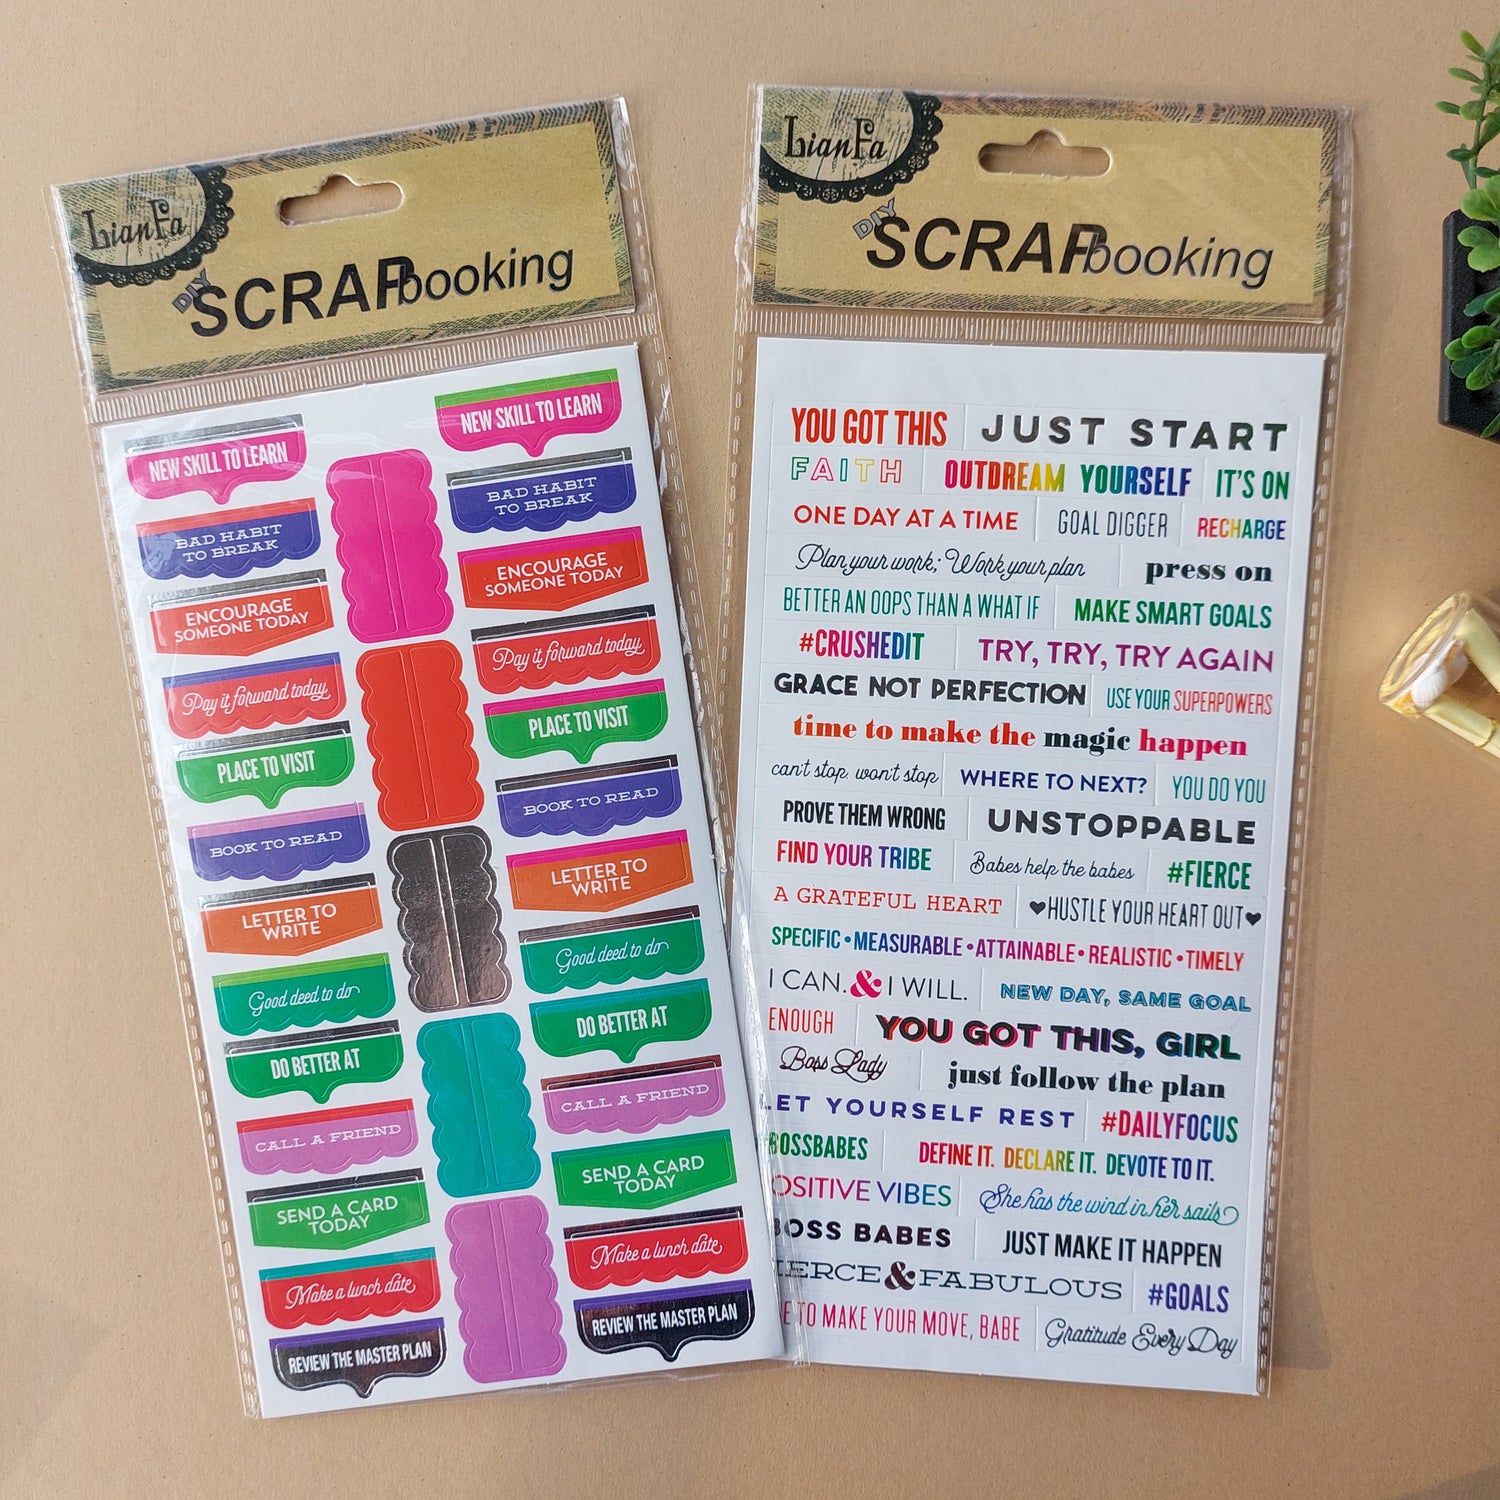 LianFa
DIY
SCRAPbooking
NEW SKILL TO LEARN
BAD HABIT
TO BREAK
ENCOURAGE
SOMEONE TODAY
Pay it forward today
PLACE TO VISIT
BOOK TO READ
LETTER TO
WRITE
Good deed to do
DO BETTER AT
CALL A FRIEND
SEND A CARD
TODAY
Make a lunch date
REVIEW THE MASTER PLAN
NEW SKILL TO LEARN
BAD HABIT
TO BREAK
ENCOURAGE
SOMEONE TODAY
Pay it forward today
PLACE TO VISIT
BOOK TO READ
LETTER TO
WRITE
Good deed to do
DO BETTER AT
CALL A FRIEND
SEND A CARD
TODAY
Make a lunch date
REVIEW THE MASTER PLAN
LianFa
DIY
SCRAPbooking
YOU GOT THIS JUST START
FAITH OUTDREAM YOURSELF IT'S ON
ONE DAY AT A TIME GOAL DIGGER RECHARGE
Plan your work; Work your plan press on
BETTER AN OOPS THAN A WHAT IF MAKE SMART GOALS
#CRUSHEDIT TRY, TRY, TRY AGAIN
GRACE NOT PERFECTION USE YOUR SUPERPOWERS
time to make the magic happen
can't stop. won't stop WHERE TO NEXT? YOU DO YOU
PROVE THEM WRONG UNSTOPPABLE
FIND YOUR TRIBE Babes help the babes #FIERCE
A GRATEFUL HEART ♥HUSTLE YOUR HEART OUT♥
SPECIFIC•MEASURABLE•ATTAINABLE•REALISTIC•TIMELY
I CAN.&I WILL. NEW DAY, SAME GOAL
ENOUGH YOU GOT THIS, GIRL
Boss Lady just follow the plan
LET YOURSELF REST #DAILYFOCUS
#BOSSBABES DEFINE IT. DECLARE IT. DEVOTE TO IT.
OSITIVE VIBES She has the wind in her sails
BOSS BABES JUST MAKE IT HAPPEN
IERCE&FABULOUS #GOALS
E TO MAKE YOUR MOVE, BABE Gratitude Every Day